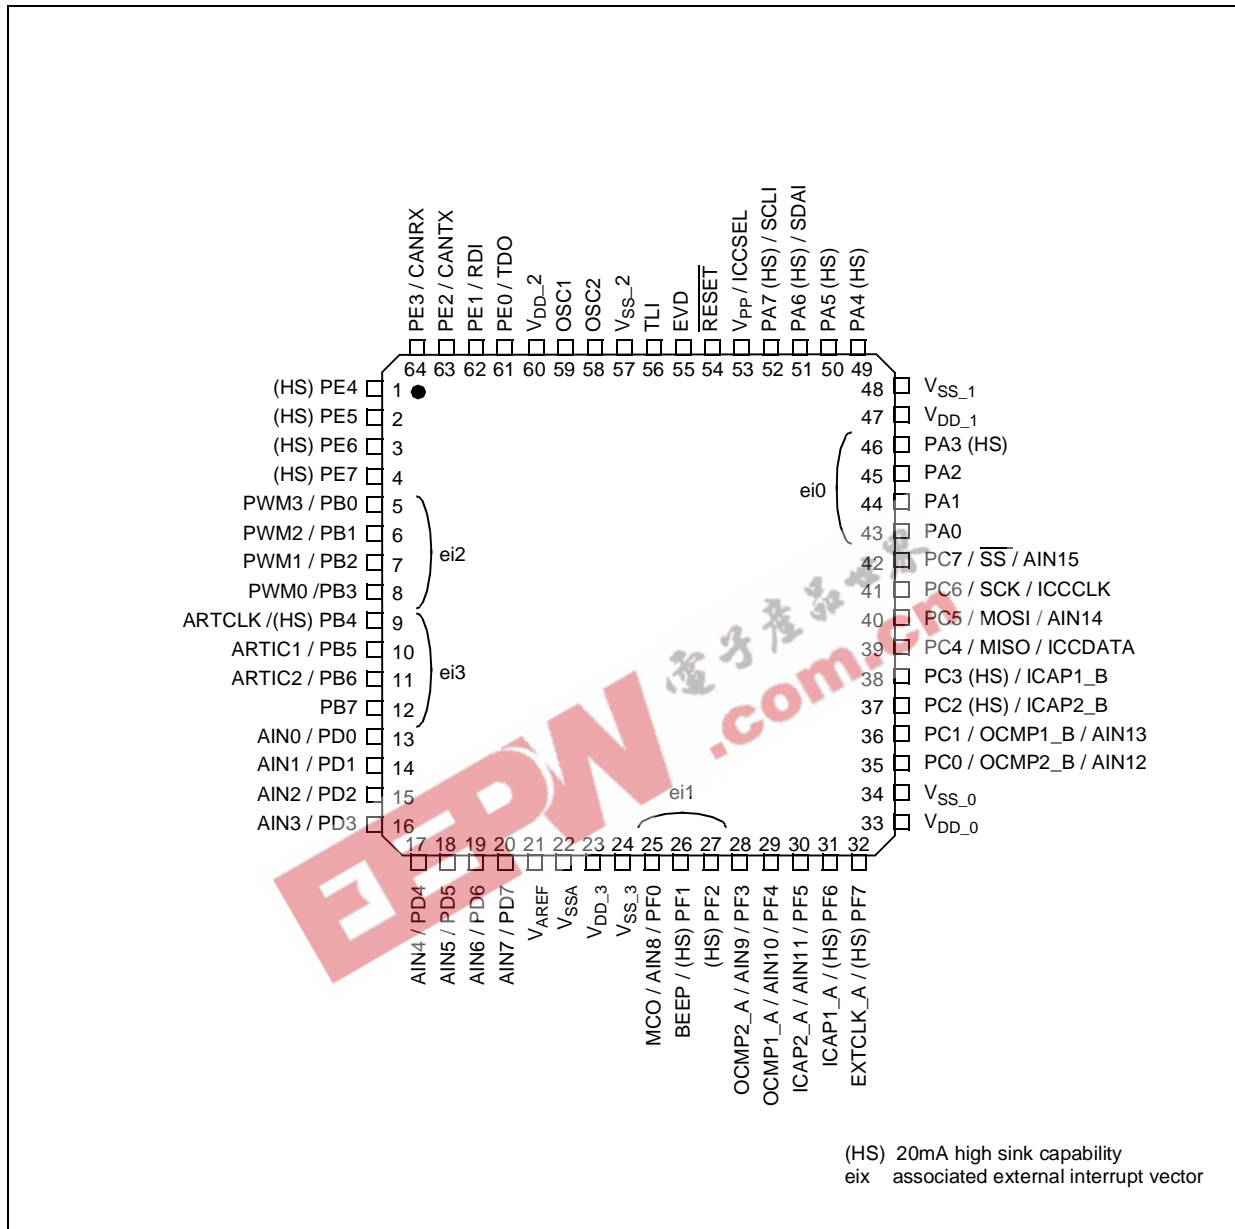 PE3 / CANRX
PE2 / CANTX
PE1 / RDI
PE0 / TDO
VDD_2
OSC1
OSC2
VSS_2
TLI
EVD
RESET
VPP / ICCSEL
PA7 (HS) / SCLI
PA6 (HS) / SDAI
PA5 (HS)
PA4 (HS)
64 63 62 61 60 59 58 57 56 55 54 53 52 51 50 49
(HS) PE4 1
(HS) PE5 2
(HS) PE6 3
(HS) PE7 4
PWM3 / PB0 5
PWM2 / PB1 6
PWM1 / PB2 7
PWM0 /PB3 8
ARTCLK /(HS) PB4 9
ARTIC1 / PB5 10
ARTIC2 / PB6 11
PB7 12
AIN0 / PD0 13
AIN1 / PD1 14
AIN2 / PD2 15
AIN3 / PD3 16
ei2
ei3
ei0
ei1
48 VSS_1
47 VDD_1
46 PA3 (HS)
45 PA2
44 PA1
43 PA0
42 PC7 / SS / AIN15
41 PC6 / SCK / ICCCLK
40 PC5 / MOSI / AIN14
39 PC4 / MISO / ICCDATA
38 PC3 (HS) / ICAP1_B
37 PC2 (HS) / ICAP2_B
36 PC1 / OCMP1_B / AIN13
35 PC0 / OCMP2_B / AIN12
34 VSS_0
33 VDD_0
17 18 19 20 21 22 23 24 25 26 27 28 29 30 31 32
AIN4 / PD4
AIN5 / PD5
AIN6 / PD6
AIN7 / PD7
VAREF
VSSA
VDD_3
VSS_3
MCO / AIN8 / PF0
BEEP / (HS) PF1
(HS) PF2
OCMP2_A / AIN9 / PF3
OCMP1_A / AIN10 / PF4
ICAP2_A / AIN11 / PF5
ICAP1_A / (HS) PF6
EXTCLK_A / (HS) PF7
EEPW
電子產品世界
.com.cn
(HS) 20mA high sink capability
eix associated external interrupt vector